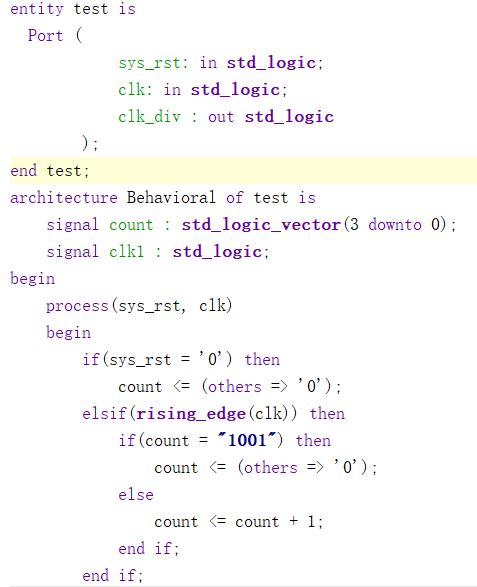 entity test is
Port (
sys_rst: in std_logic;
clk: in std_logic;
clk_div : out std_logic
);
end test;
architecture Behavioral of test is
signal count : std_logic_vector(3 downto 0);
signal clk1 : std_logic;
begin
process(sys_rst, clk)
begin
if(sys_rst = '0') then
count <= (others => '0');
elsif(rising_edge(clk)) then
if(count = "1001") then
count <= (others => '0');
else
count <= count + 1;
end if;
end if;